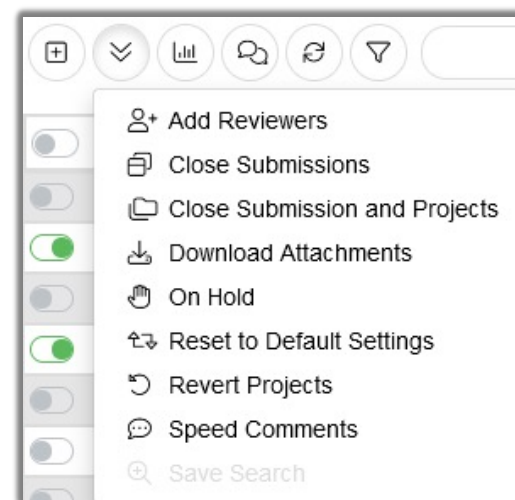 Add Reviewers
Close Submissions
Close Submission and Projects
Download Attachments
On Hold
Reset to Default Settings
Revert Projects
Speed Comments
Save Search